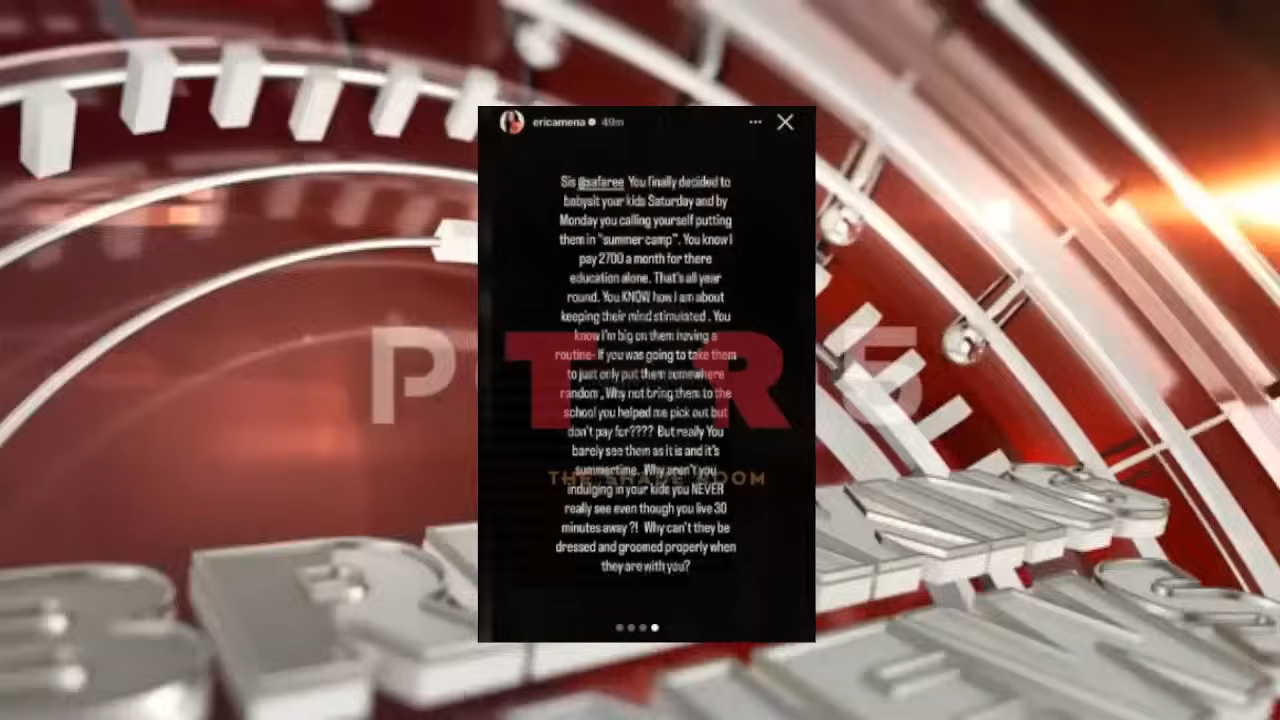 ericamena 49m
Sis @safaree You finally decided to
babysit your kids Saturday and by
Monday you calling yourself putting
them in "summer camp". You know I
pay 2700 a month for there
education alone. That's all year
round. You KNOW how I am about
keeping their mind stimulated . You
know I'm big on them having a
routine- If you was going to take them
to just only put them somewhere
random , Why not bring them to the
school you helped me pick out but
don't pay for???? But really You
barely see them as it is and it's
summertime. Why aren't you
indulging in your kids you NEVER
really see even though you live 30
minutes away ?! Why can't they be
dressed and groomed properly when
they are with you?
TSR
THE SHADE ROOM